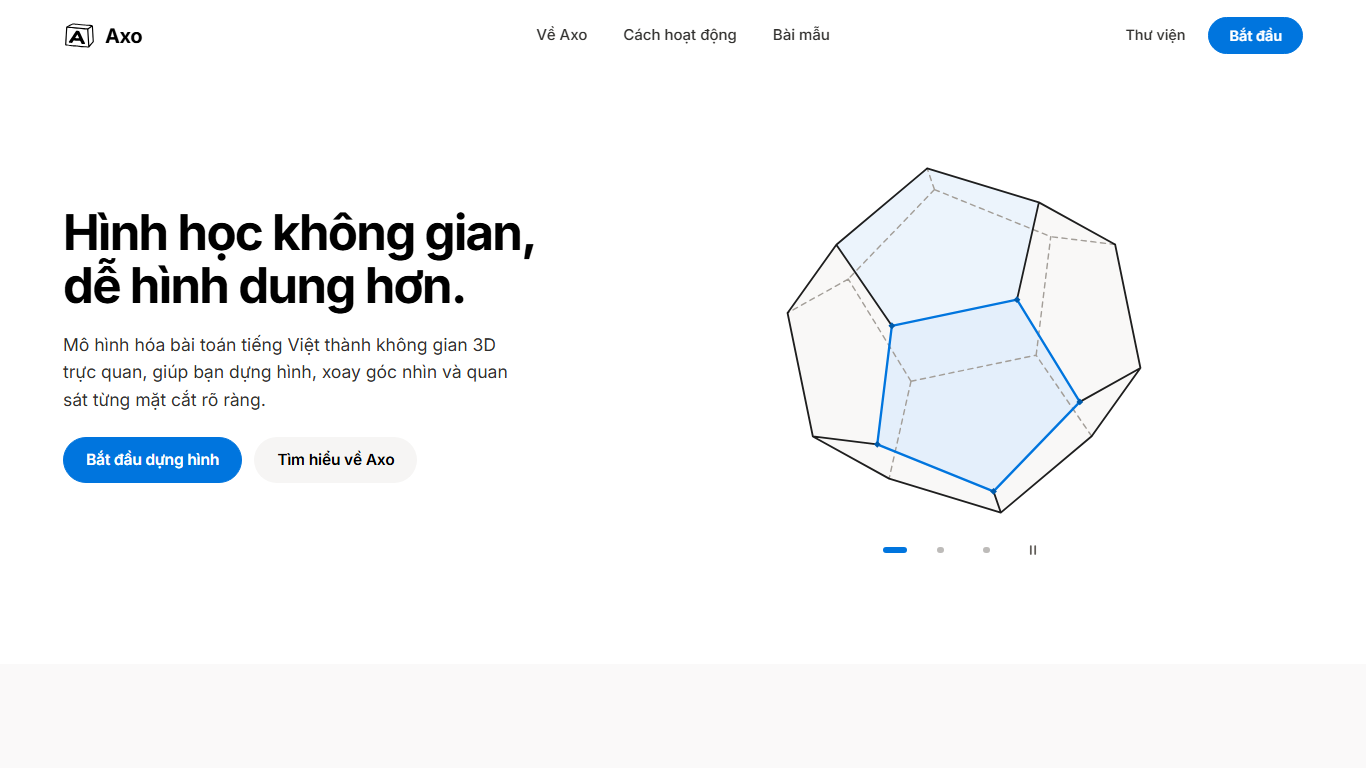 A Axo
Về Axo
Cách hoạt động
Bài mẫu
Thư viện
Bắt đầu
Hình học không gian,
dễ hình dung hơn.
Mô hình hóa bài toán tiếng Việt thành không gian 3D
trực quan, giúp bạn dựng hình, xoay góc nhìn và quan
sát từng mặt cắt rõ ràng.
Bắt đầu dựng hình
Tìm hiểu về Axo